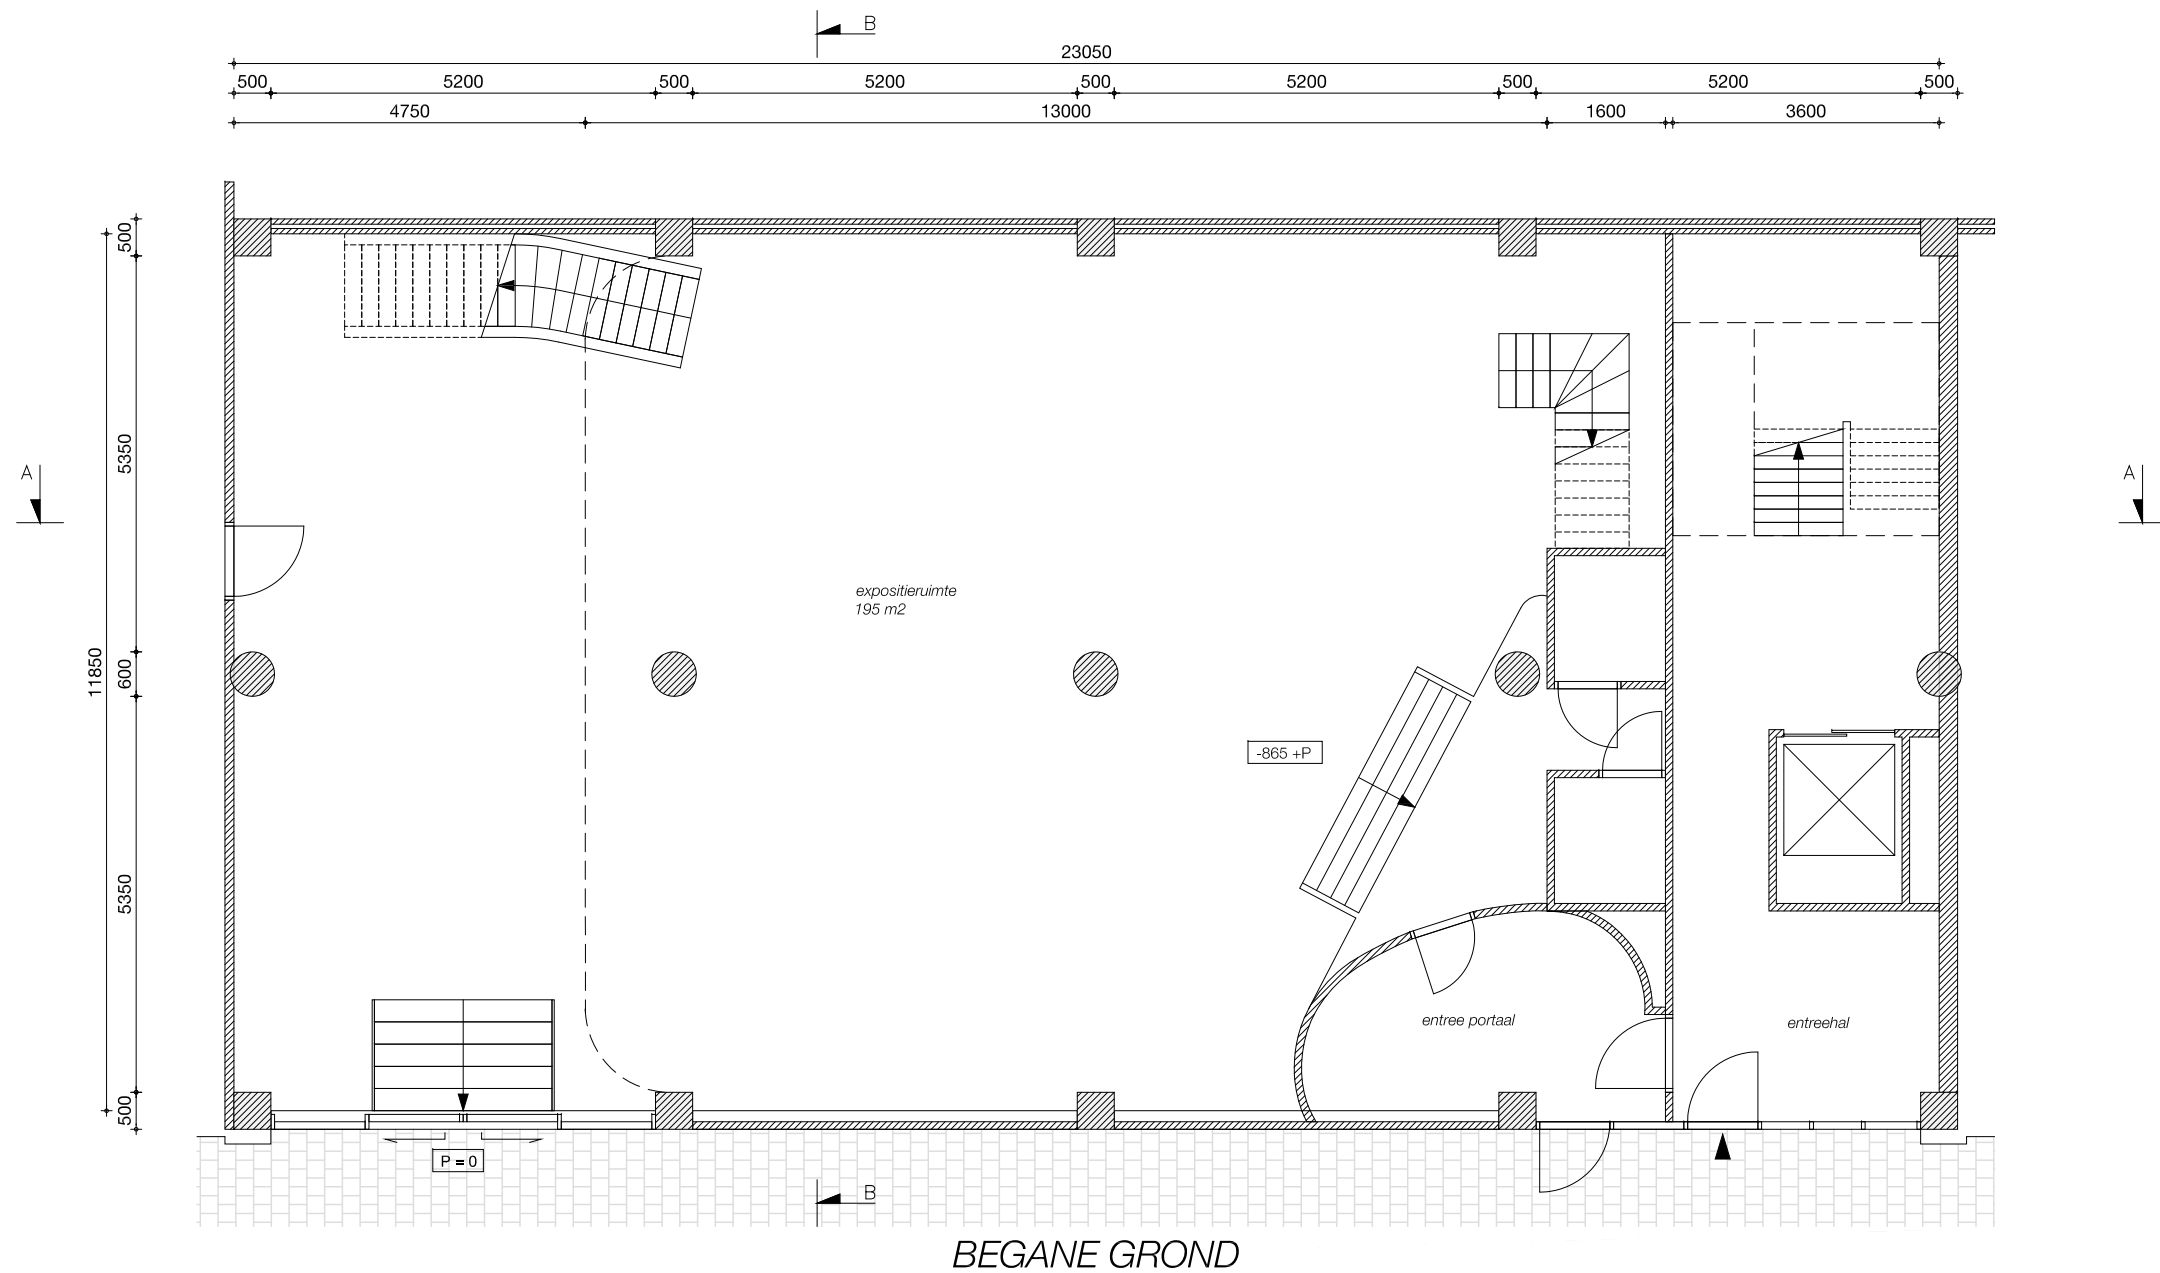 B
23050
500 5200 500 5200 500 5200 500 5200 500
4750 13000 1600 3600
500
5350
600
5350
500
11850
A
A
expositieruimte
195 m2
-865 +P
entree portaal
entreehal
P = 0
B
BEGANE GROND